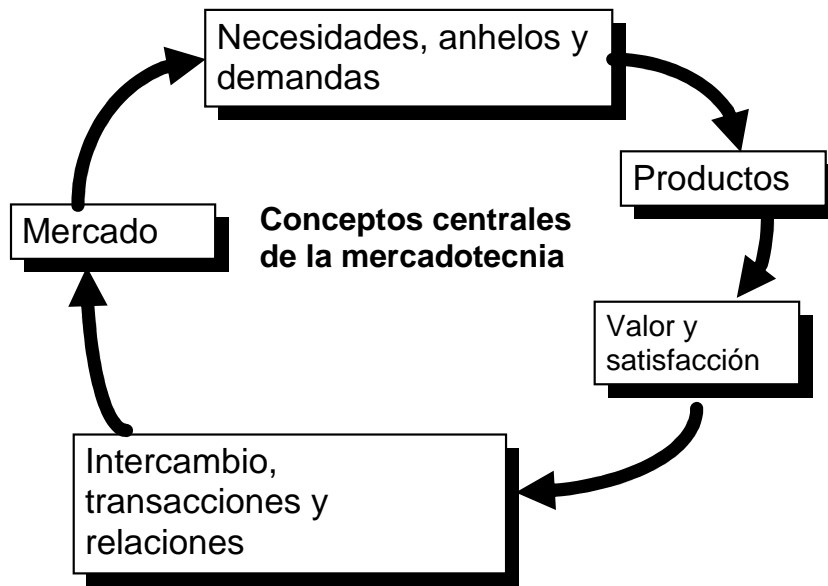 Necesidades, anhelos y
demandas
Productos
Mercado
Conceptos centrales
de la mercadotecnia
Valor y
satisfacción
Intercambio,
transacciones y
relaciones